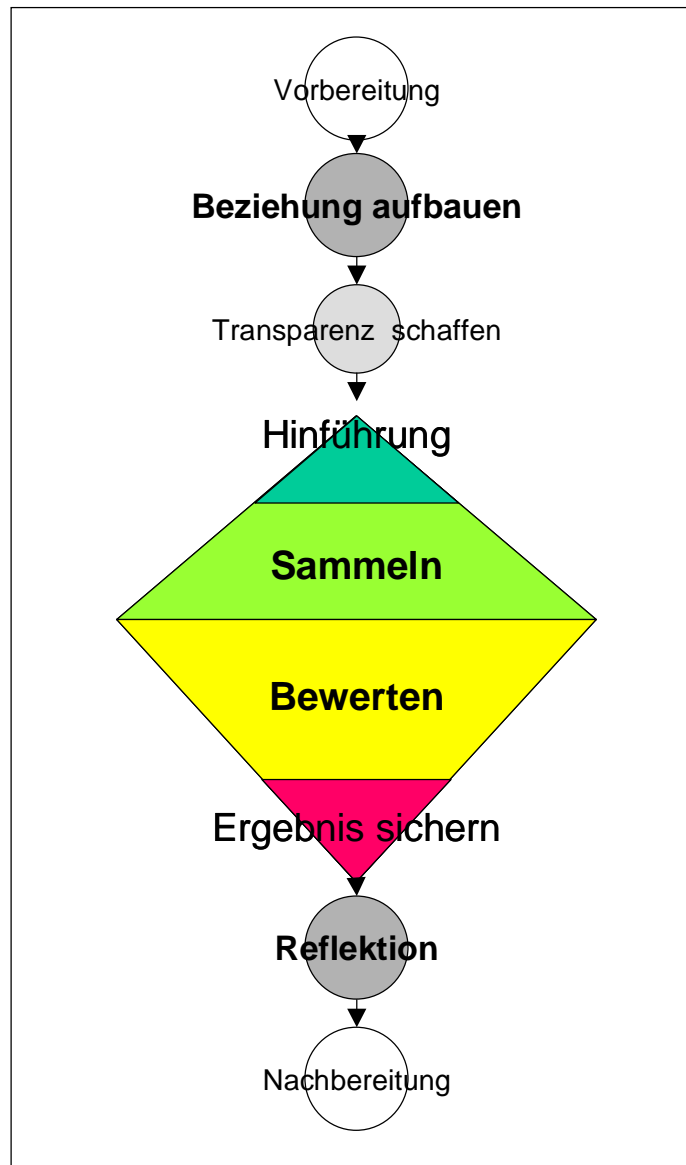 Vorbereitung
Beziehung aufbauen
Transparenz schaffen
Hinführung
Sammeln
Bewerten
Ergebnis sichern
Reflektion
Nachbereitung